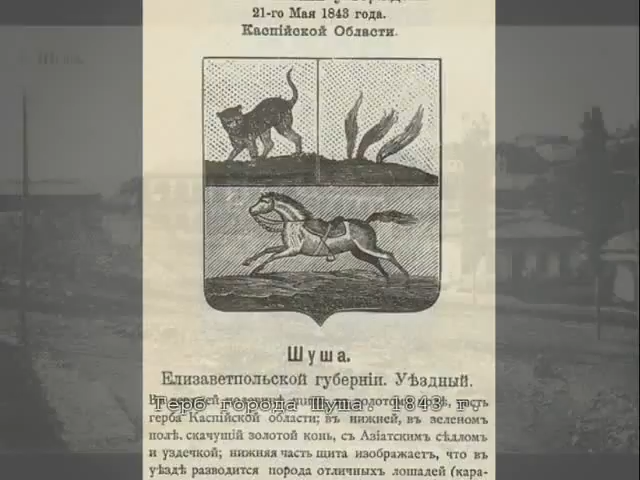 21-го Мая 1843 года.
Каспійской Области.
Шуша.
Елизаветпольской губерніи. Уѣздный.
Герб города Шуша. 1843 г.
герба Каспійской области; въ нижней, въ зеленомъ
полѣ, скачущій золотой конь, съ Азіатскимъ сѣдломъ
и уздечкой; нижняя часть щита изображаетъ, что въ
уѣздѣ разводится порода отличныхъ лошадей (кара-